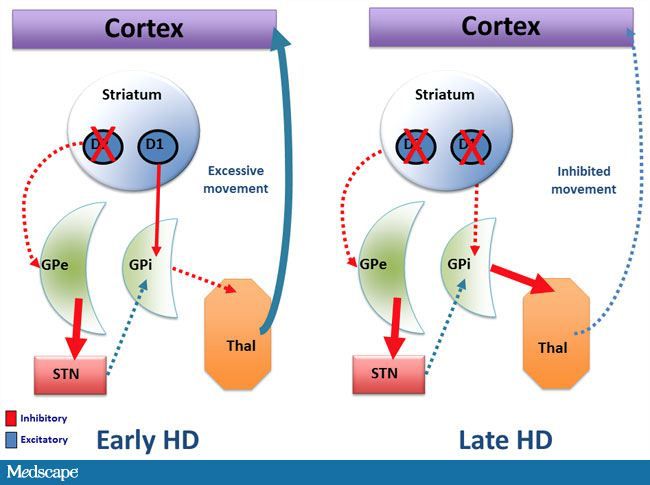 Cortex
Striatum
D1
Excessive
movement
GPe
GPi
Thal
STN
Inhibitory
Excitatory
Early HD
Cortex
Striatum
Inhibited
movement
GPe
GPi
Thal
STN
Late HD
Medscape